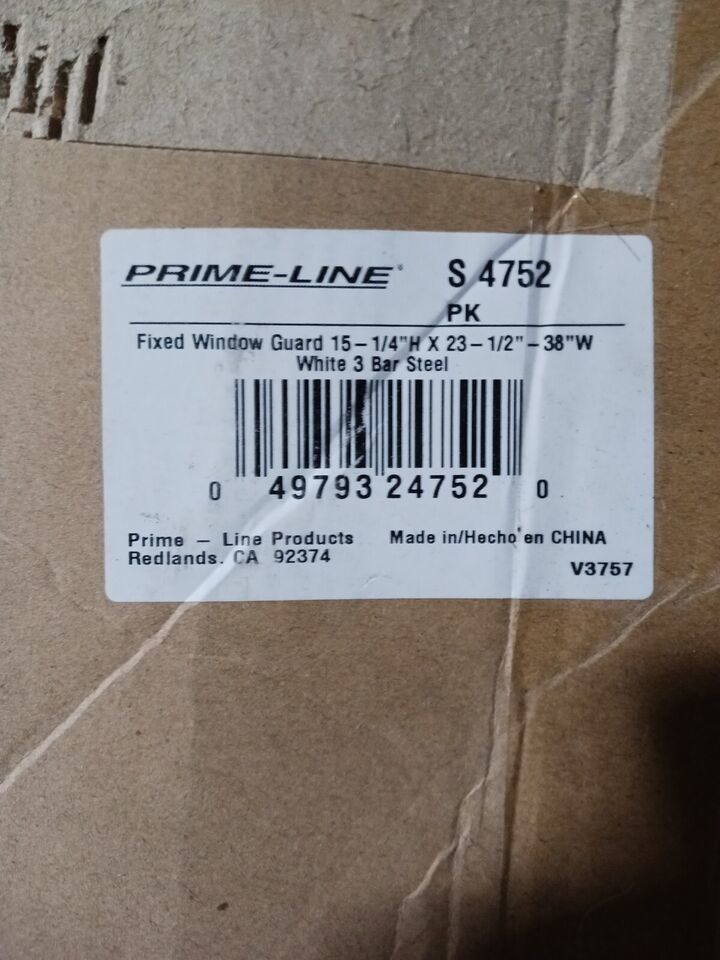 PRIME-LINE® S 4752
PK
Fixed Window Guard 15-1/4"H X 23-1/2"-38"W
White 3 Bar Steel
0 49793 24752 0
Prime - Line Products Made in/Hecho en CHINA
Redlands. CA 92374
V3757